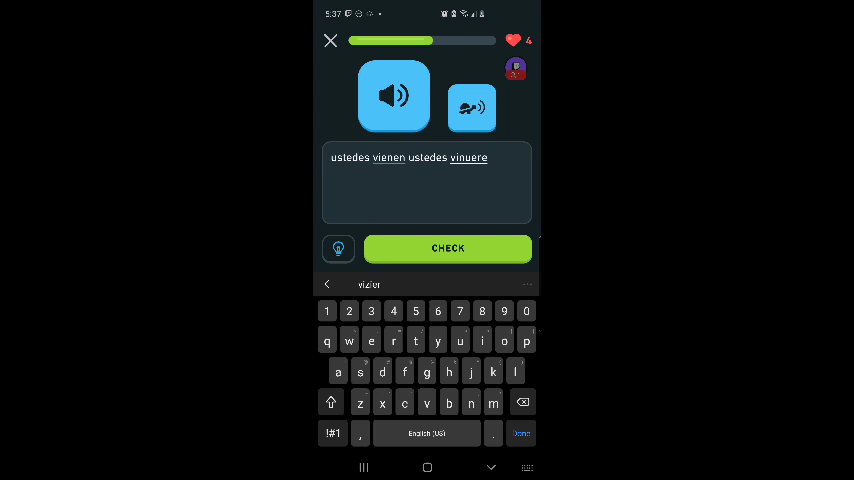 5:37
4
ustedes vienen ustedes vinuere
CHECK
vizier
1 2 3 4 5 6 7 8 9 0
q w e r t y u i o p
a s d f g h j k l
z x c v b n m
!#1 , English (US) . Done